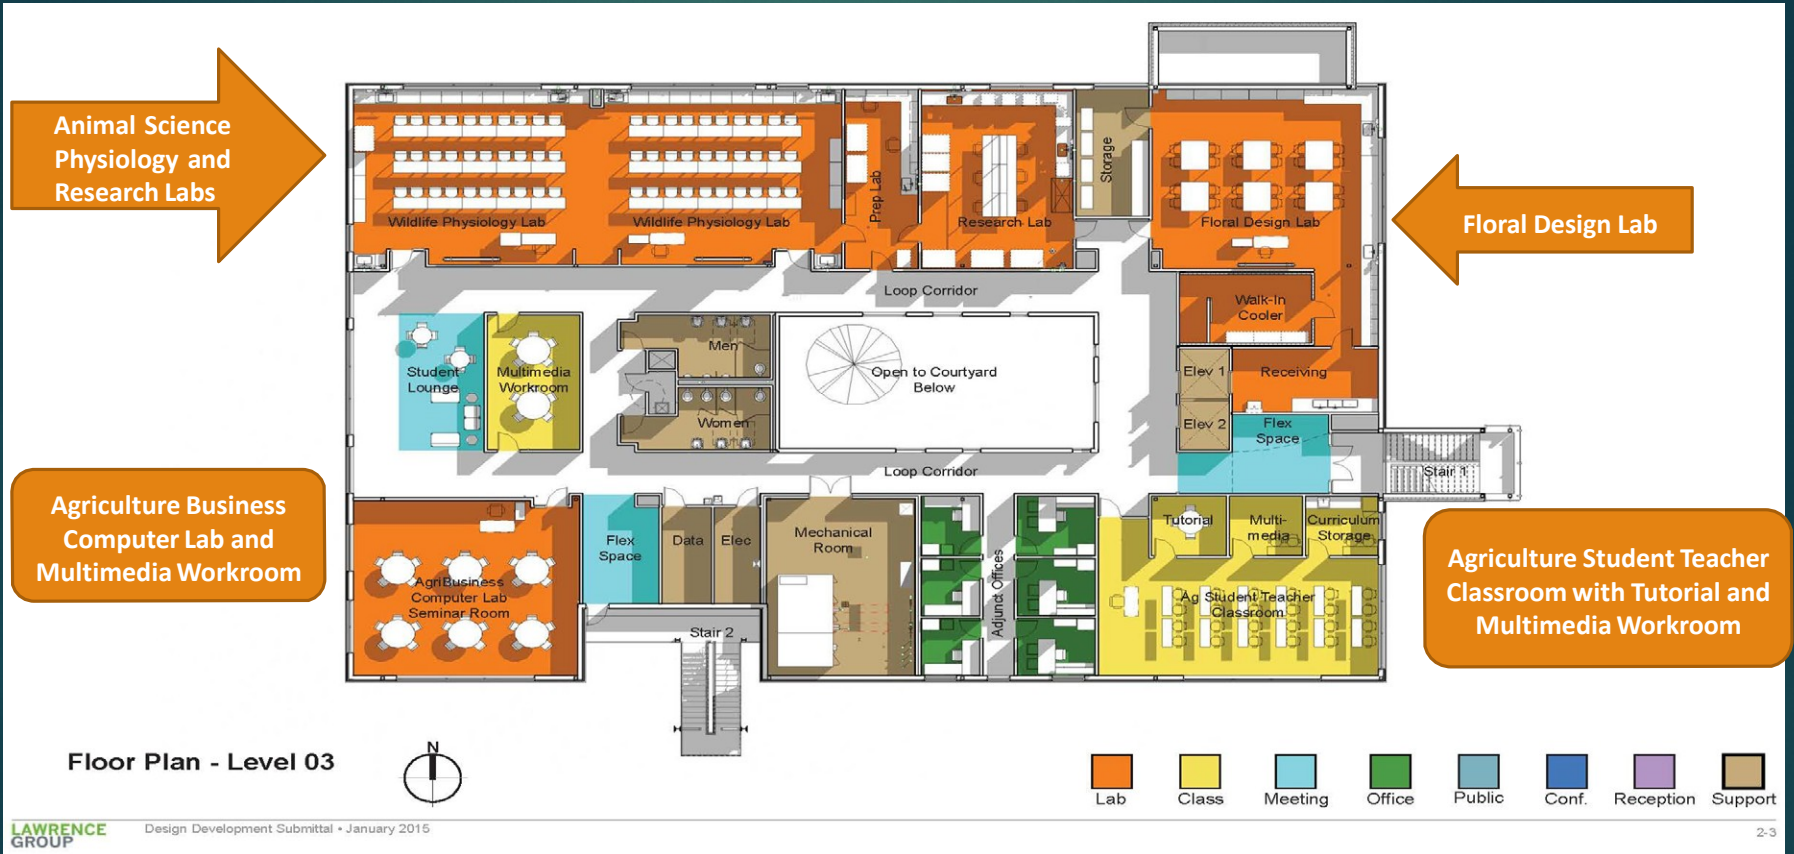 Animal Science
Physiology and
Research Labs
Floral Design Lab
Agriculture Business
Computer Lab and
Multimedia Workroom
Agriculture Student Teacher
Classroom with Tutorial and
Multimedia Workroom
Wildlife Physiology Lab
Wildlife Physiology Lab
Prep Lab
Research Lab
Storage
Floral Design Lab
Loop Corridor
Walk-In
Cooler
Men
Student
Lounge
Multimedia
Workroom
Open to Courtyard
Below
Elev 1
Receiving
Women
Elev 2
Flex
Space
Loop Corridor
Stair 1
AgriBusiness
Computer Lab
Seminar Room
Flex
Space
Data
Elec
Mechanical
Room
Adjunct Offices
Tutorial
Multi-
media
Curriculum
Storage
Ag Student Teacher
Classroom
Stair 2
Floor Plan - Level 03
N
Lab
Class
Meeting
Office
Public
Conf.
Reception
Support
LAWRENCE
GROUP
Design Development Submittal • January 2015
2-3